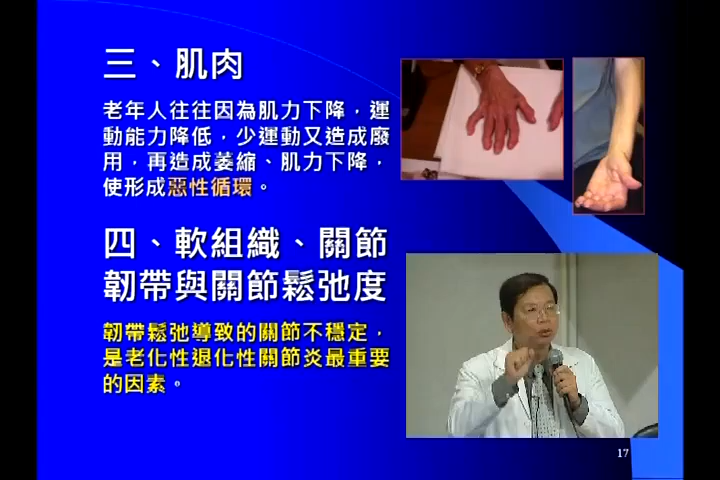 三、肌肉
老年人往往因為肌力下降，運
動能力降低，少運動又造成廢
用，再造成萎縮、肌力下降，
使形成惡性循環。
四、軟組織、關節
韌帶與關節鬆弛度
韌帶鬆弛導致的關節不穩定，
是老化性退化性關節炎最重要
的因素。
17